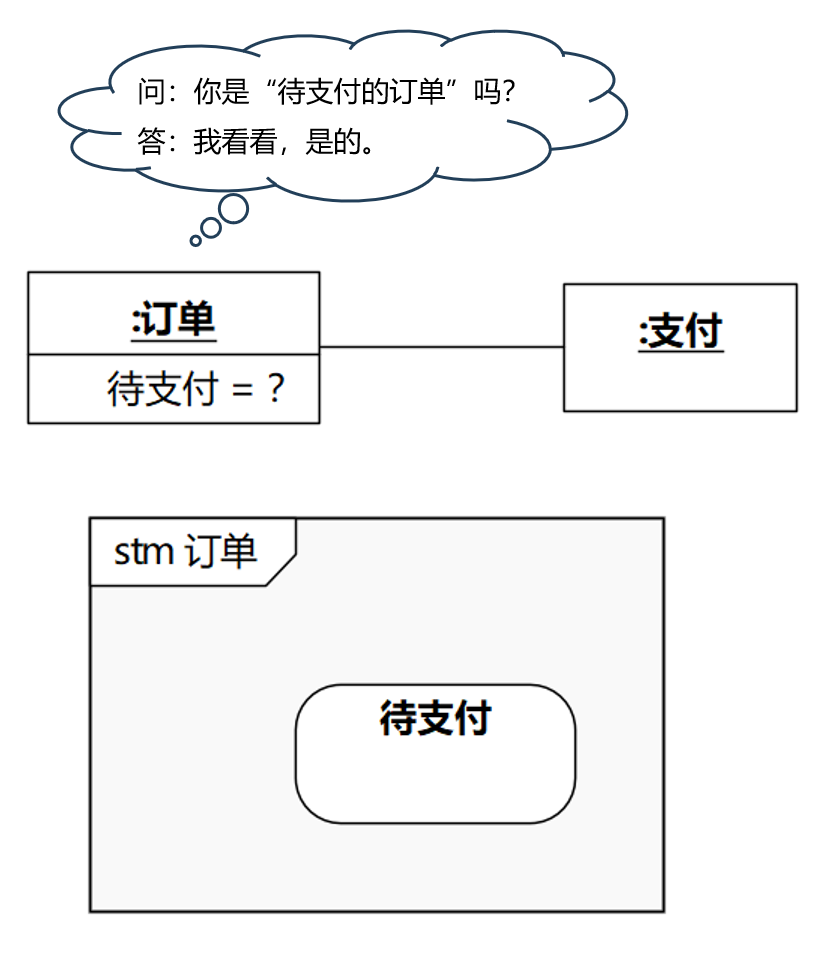 问：你是“待支付的订单”吗？
答：我看看，是的。
:订单
待支付 = ?
:支付
stm 订单
待支付